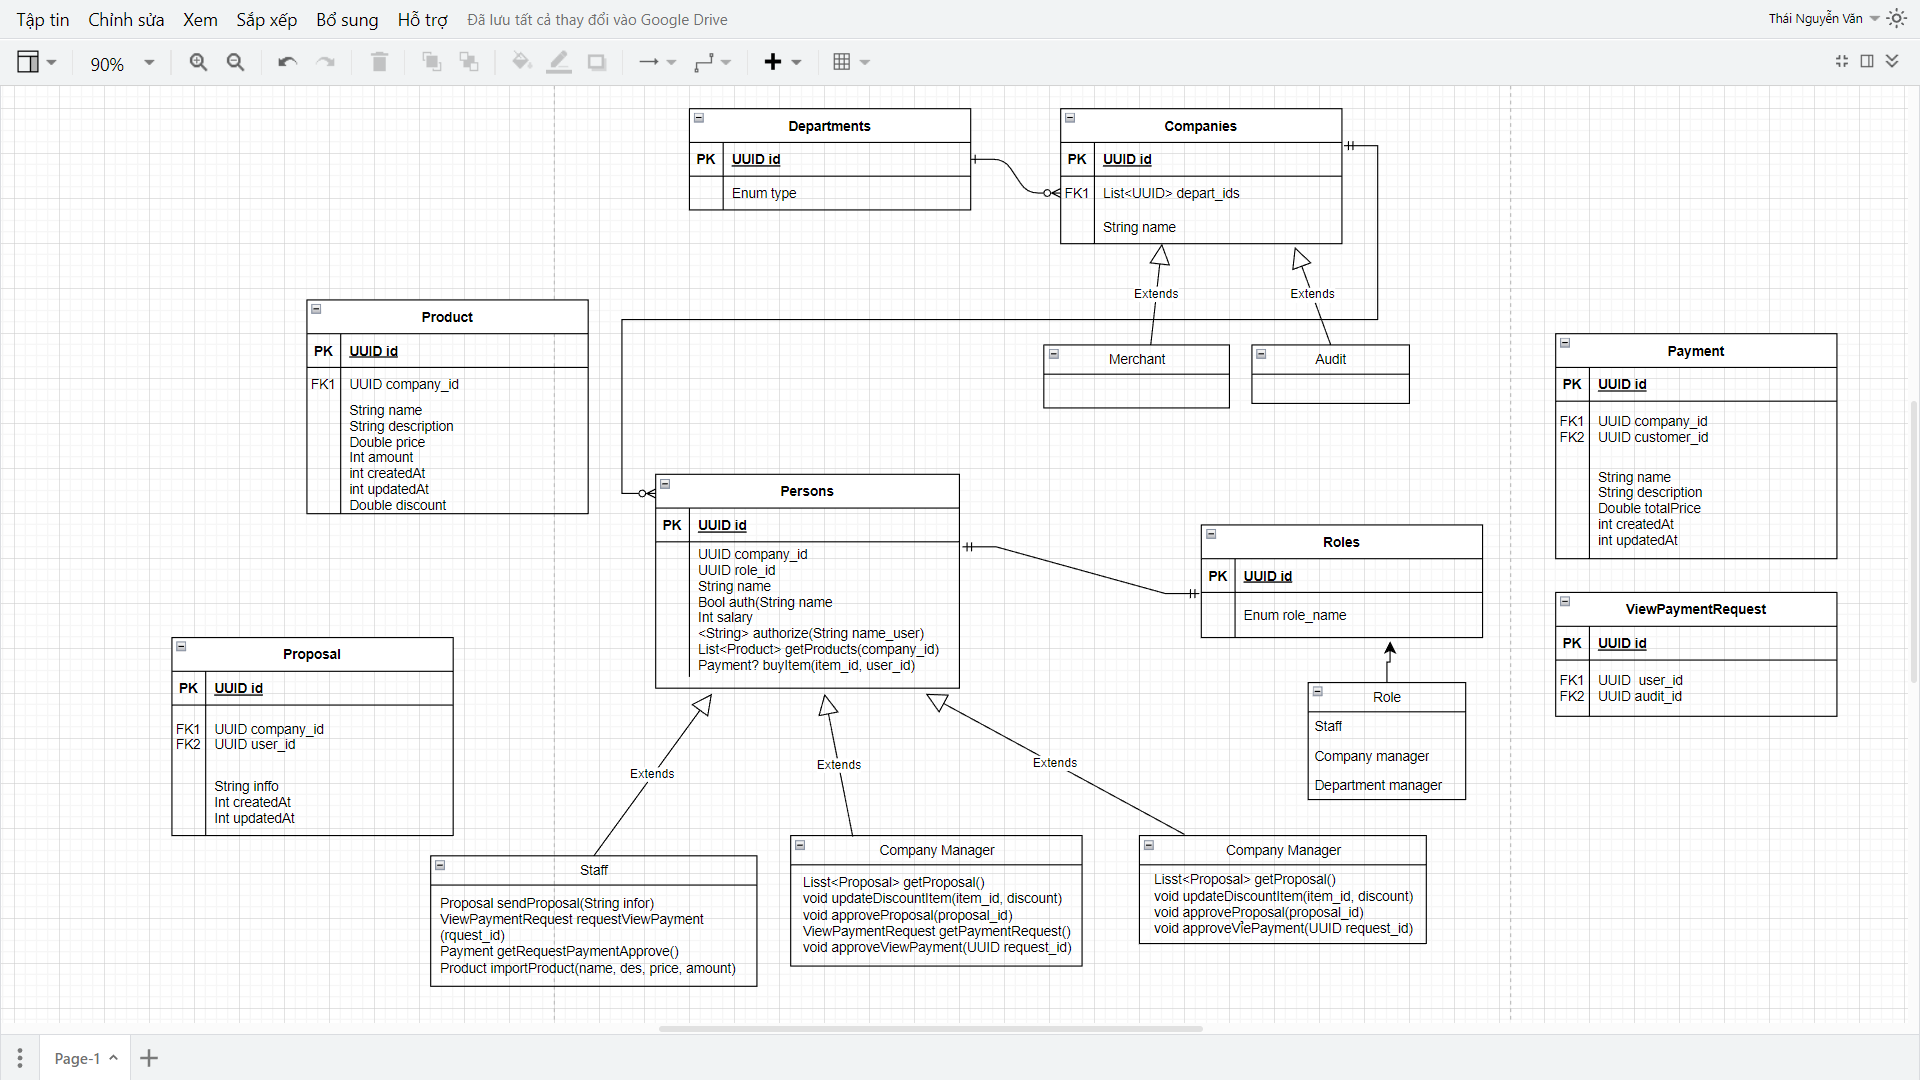 Tập tin Chỉnh sửa Xem Sắp xếp Bổ sung Hỗ trợ Đã lưu tất cả thay đổi vào Google Drive Thái Nguyễn Văn
90%
Departments
PK UUID id
Enum type
Companies
PK UUID id
FK1 List<UUID> depart_ids
String name
Extends
Extends
Merchant
Audit
Product
PK UUID id
FK1 UUID company_id
String name
String description
Double price
Int amount
int createdAt
int updatedAt
Double discount
Payment
PK UUID id
FK1 UUID company_id
FK2 UUID customer_id
String name
String description
Double totalPrice
int createdAt
int updatedAt
Persons
PK UUID id
UUID company_id
UUID role_id
String name
Bool auth(String name
Int salary
<String> authorize(String name_user)
List<Product> getProducts(company_id)
Payment? buyItem(item_id, user_id)
Roles
PK UUID id
Enum role_name
ViewPaymentRequest
PK UUID id
FK1 UUID user_id
FK2 UUID audit_id
Proposal
PK UUID id
FK1 UUID company_id
FK2 UUID user_id
String inffo
Int createdAt
Int updatedAt
Role
Staff
Company manager
Department manager
Extends
Extends
Extends
Staff
Proposal sendProposal(String infor)
ViewPaymentRequest requestViewPayment
(rquest_id)
Payment getRequestPaymentApprove()
Product importProduct(name, des, price, amount)
Company Manager
Lisst<Proposal> getProposal()
void updateDiscountItem(item_id, discount)
void approveProposal(proposal_id)
ViewPaymentRequest getPaymentRequest()
void approveViewPayment(UUID request_id)
Company Manager
Lisst<Proposal> getProposal()
void updateDiscountItem(item_id, discount)
void approveProposal(proposal_id)
void approveVỉePayment(UUID request_id)
Page-1